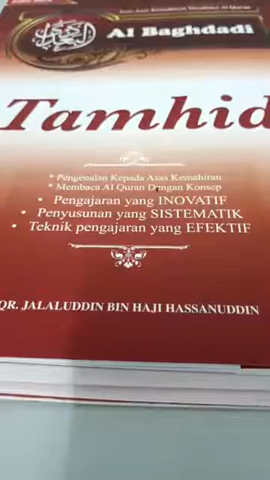 Al Baghdadi
Tamhid
* Pengenalan Kepada Asas Kemahiran
* Membaca Al Quran Dengan Konsep
• Pengajaran yang INOVATIF
• Penyusunan yang SISTEMATIK
• Teknik pengajaran yang EFEKTIF
QR. JALALUDDIN BIN HAJI HASSANUDDIN